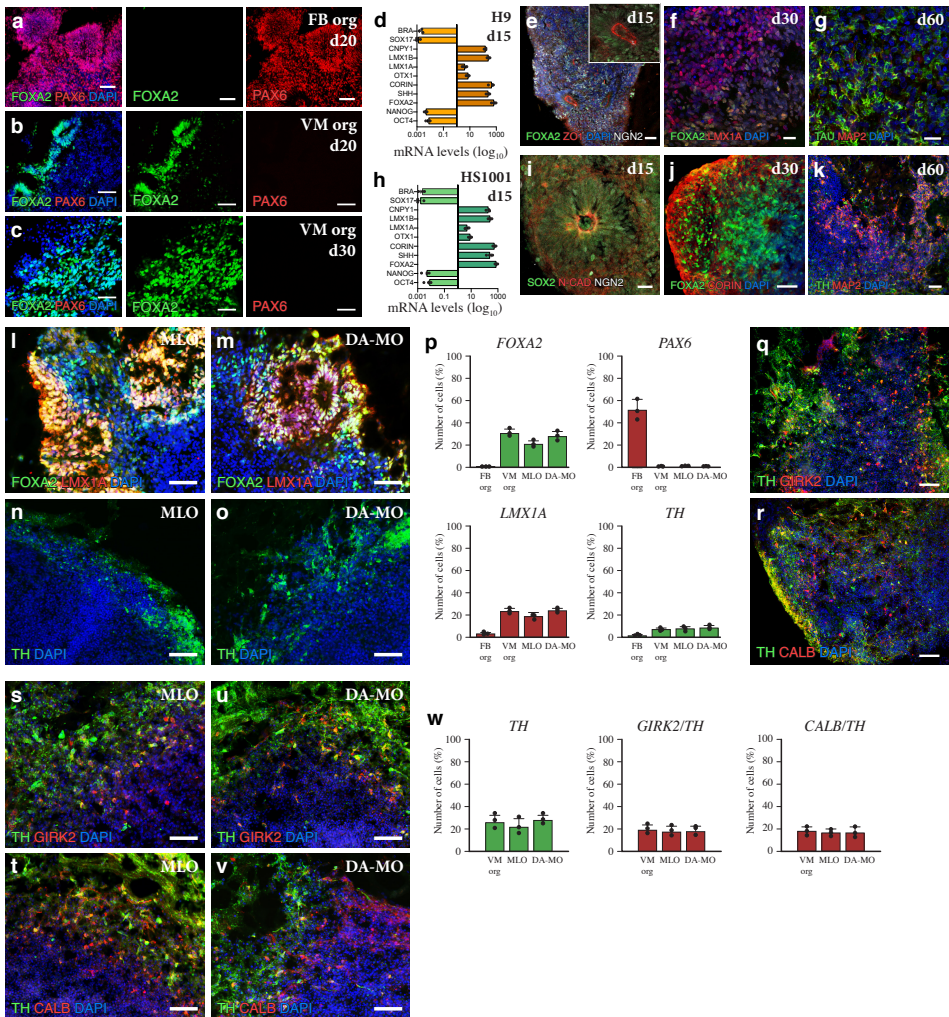 a
FB org
d20
FOXA2 PAX6 DAPI
FOXA2
PAX6
b
VM org
d20
FOXA2 PAX6 DAPI
FOXA2
PAX6
c
VM org
d30
FOXA2 PAX6 DAPI
FOXA2
PAX6
d
H9
d15
BRA
SOX17
CNPY1
LMX1B
LMX1A
OTX1
CORIN
SHH
FOXA2
NANOG
OCT4
0.001 0.1 10 1000
mRNA levels (log10)
h
HS1001
d15
BRA
SOX17
CNPY1
LMX1B
LMX1A
OTX1
CORIN
SHH
FOXA2
NANOG
OCT4
0.001 0.1 10 1000
mRNA levels (log10)
e
d15
FOXA2 ZO1 DAPI NGN2
f
d30
FOXA2 LMX1A DAPI
g
d60
TAU MAP2 DAPI
i
d15
SOX2 N-CAD NGN2
j
d30
FOXA2 CORIN DAPI
k
d60
TH MAP2 DAPI
l
MLO
FOXA2 LMX1A DAPI
m
DA-MO
FOXA2 LMX1A DAPI
n
MLO
TH DAPI
o
DA-MO
TH DAPI
p
FOXA2
Number of cells (%)
100
80
60
40
20
0
FB org
VM org
MLO
DA-MO
PAX6
Number of cells (%)
100
80
60
40
20
0
FB org
VM org
MLO
DA-MO
LMX1A
Number of cells (%)
100
80
60
40
20
0
FB org
VM org
MLO
DA-MO
TH
Number of cells (%)
100
80
60
40
20
0
FB org
VM org
MLO
DA-MO
q
TH GIRK2 DAPI
r
TH CALB DAPI
s
MLO
TH GIRK2 DAPI
u
DA-MO
TH GIRK2 DAPI
t
MLO
TH CALB DAPI
v
DA-MO
TH CALB DAPI
w
TH
Number of cells (%)
100
80
60
40
20
0
VM org
MLO
DA-MO
GIRK2/TH
Number of cells (%)
100
80
60
40
20
0
VM org
MLO
DA-MO
CALB/TH
Number of cells (%)
100
80
60
40
20
0
VM org
MLO
DA-MO